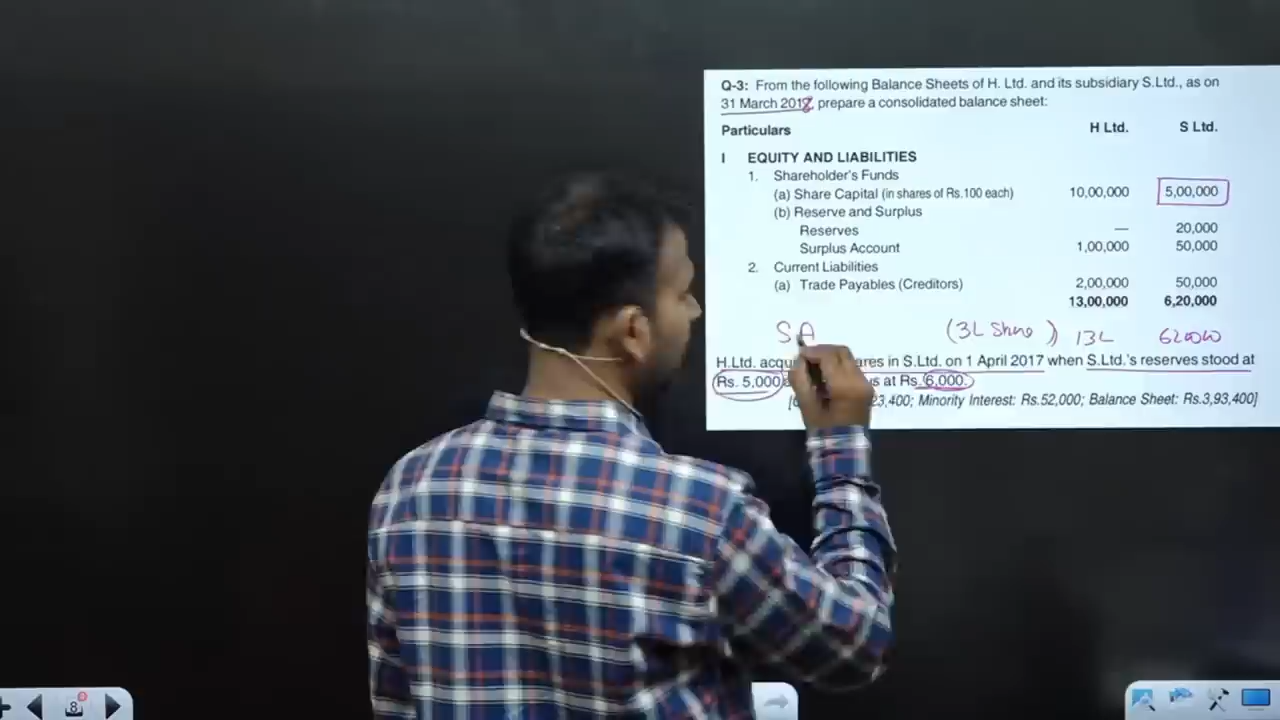 Q-3: From the following Balance Sheets of H. Ltd. and its subsidiary S.Ltd., as on
31 March 2018 prepare a consolidated balance sheet:
Particulars H Ltd. S Ltd.
I EQUITY AND LIABILITIES
1. Shareholder's Funds
(a) Share Capital (in shares of Rs.100 each) 10,00,000 5,00,000
(b) Reserve and Surplus
Reserves — 20,000
Surplus Account 1,00,000 50,000
2. Current Liabilities
(a) Trade Payables (Creditors) 2,00,000 50,000
13,00,000 6,20,000
SA (3L Share) 13L 620000
H.Ltd. acqu ares in S.Ltd. on 1 April 2017 when S.Ltd.'s reserves stood at
Rs. 5,000 s at Rs. 6,000.
23,400; Minority Interest: Rs.52,000; Balance Sheet: Rs.3,93,400]
8